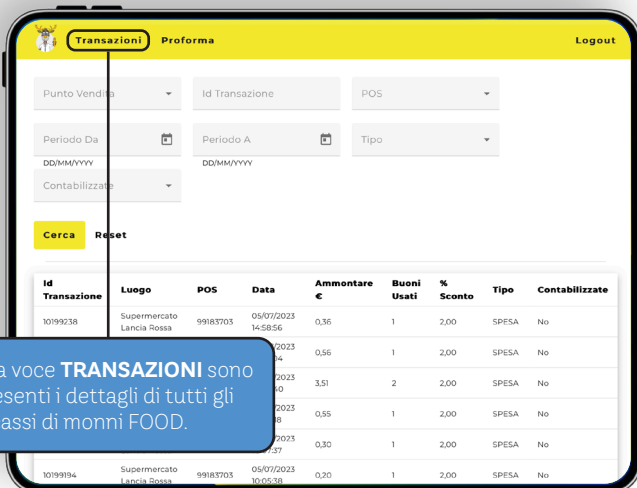 Transazioni Proforma Logout
Punto Vendita Id Transazione POS
Periodo Da Periodo A Tipo
DD/MM/YYYY DD/MM/YYYY
Contabilizzate
Cerca Reset
Id Transazione Luogo POS Data Ammontare € Buoni Usati % Sconto Tipo Contabilizzate
10199238 Supermercato Lancia Rossa 99183703 05/07/2023 14:58:56 0,36 1 2,00 SPESA No
0,56 1 2,00 SPESA No
3,51 2 2,00 SPESA No
0,55 1 2,00 SPESA No
0,30 1 2,00 SPESA No
10199194 Supermercato Lancia Rossa 99183703 05/07/2023 10:05:38 0,20 1 2,00 SPESA No
a voce TRANSAZIONI sono
esenti i dettagli di tutti gli
assi di monni FOOD.